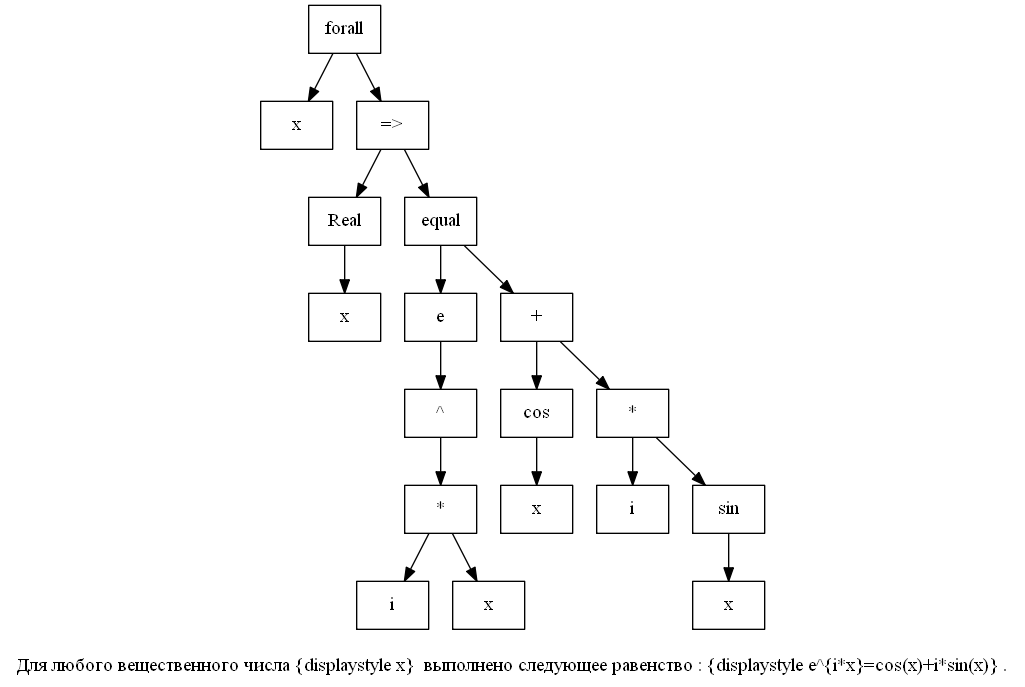 forall
x =>
Real equal
x e +
^ cos *
* x i sin
i x x
Для любого вещественного числа {displaystyle x} выполнено следующее равенство : {displaystyle e^{i*x}=cos(x)+i*sin(x)} .